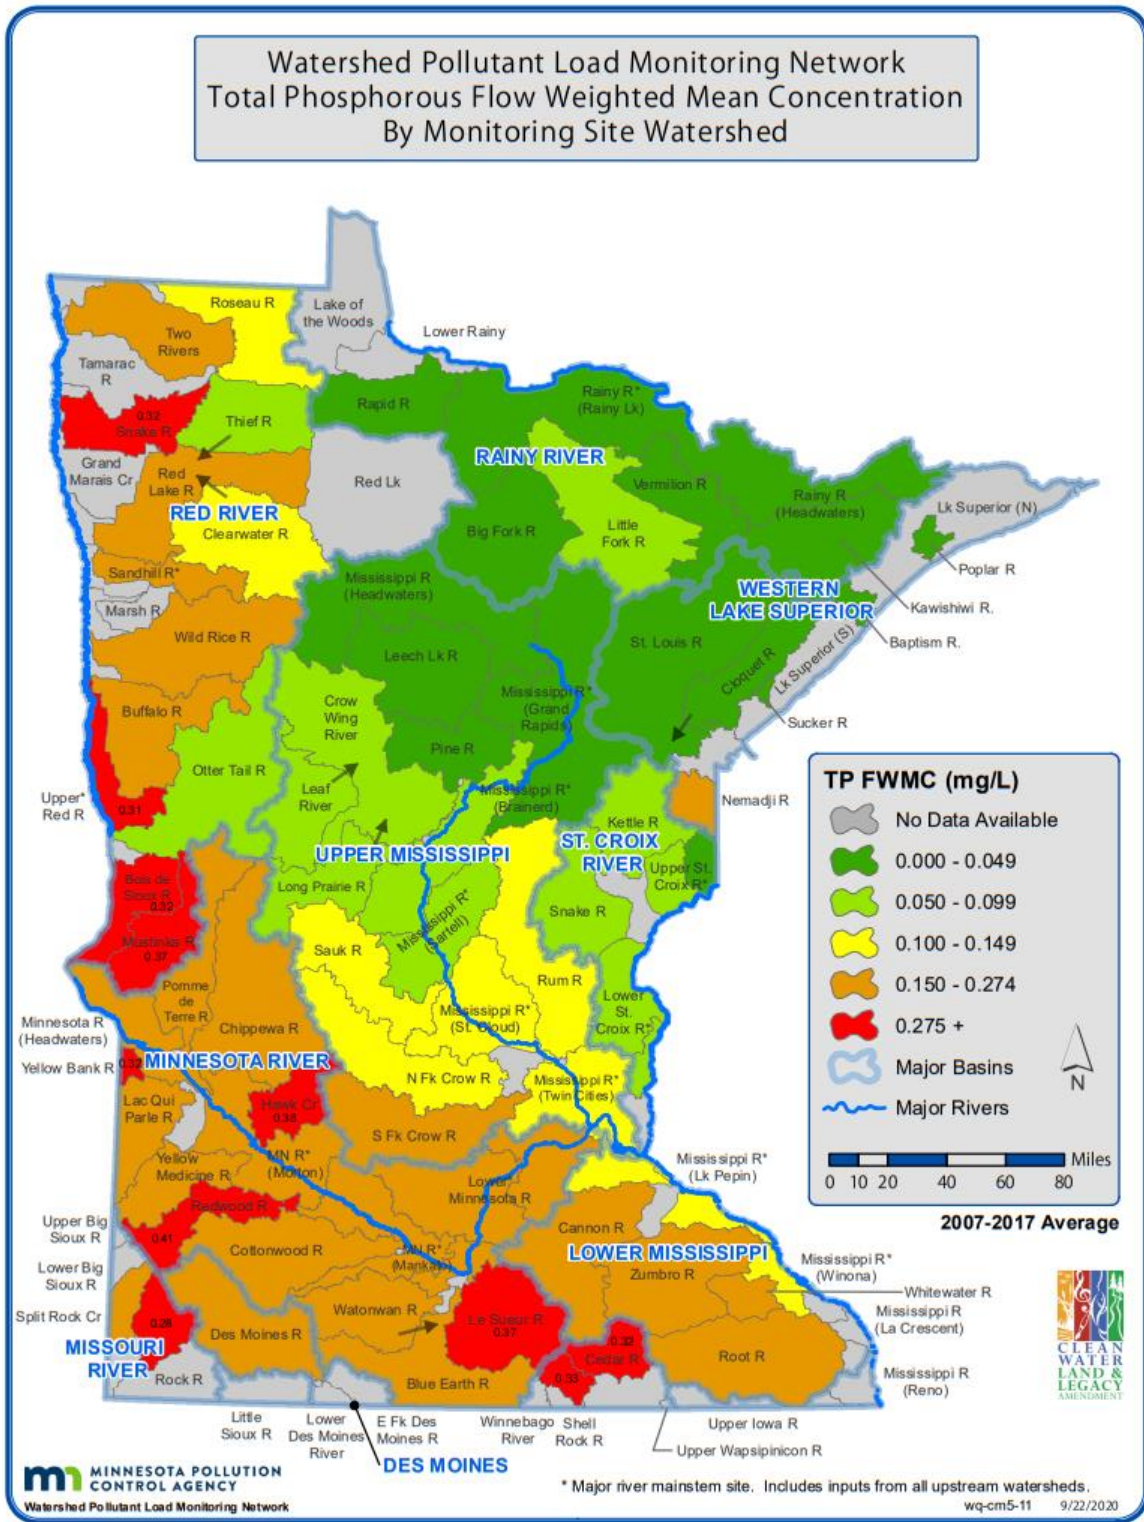 Watershed Pollutant Load Monitoring Network
Total Phosphorous Flow Weighted Mean Concentration
By Monitoring Site Watershed
Roseau R
Lake of
the Woods
Lower Rainy
Two
Rivers
Tamarac
R
0.32
Snake R
Thief R
Rapid R
Rainy R*
(Rainy Lk)
RAINY RIVER
Grand
Marais Cr
Red
Lake R
Red Lk
Vermilion R
Rainy R
(Headwaters)
Lk Superior (N)
RED RIVER
Clearwater R
Big Fork R
Little
Fork R
Poplar R
Sandhill R*
Mississippi R
(Headwaters)
WESTERN
LAKE SUPERIOR
Kawishiwi R.
Marsh R
Wild Rice R
Leech Lk R
St. Louis R
Baptism R.
Cloquet R
Lk Superior (S)
Mississippi R*
(Grand
Rapids)
Sucker R
Buffalo R
Crow
Wing
River
Pine R
Otter Tail R
Leaf
River
Mississippi R*
(Brainerd)
Upper*
Red R
0.31
Nemadji R
Kettle R
UPPER MISSISSIPPI
ST. CROIX
RIVER
Upper St.
Croix R*
Bois de
Sioux R
0.32
Long Prairie R
Mississippi R*
(Sartell)
Snake R
Mustinka R
0.37
Sauk R
Rum R
Pomme
de
Terre R
Chippewa R
Mississippi R*
(St. Cloud)
Lower
St.
Croix R*
Minnesota R
(Headwaters)
Yellow Bank R
0.32
MINNESOTA RIVER
N Fk Crow R
Mississippi R*
(Twin Cities)
Lac Qui
Parle R
Hawk Cr
0.38
S Fk Crow R
Yellow
Medicine R
MN R*
(Morton)
Lower
Minnesota R
Mississippi R*
(Lk Pepin)
Redwood R
0.41
Upper Big
Sioux R
Cottonwood R
MN R*
(Mankato)
Cannon R
LOWER MISSISSIPPI
Zumbro R
Mississippi R*
(Winona)
Lower Big
Sioux R
Whitewater R
Split Rock Cr
0.28
Watonwan R
Le Sueur R
0.37
Mississippi R
(La Crescent)
MISSOURI
RIVER
Des Moines R
0.32
Cedar R
Root R
Rock R
Blue Earth R
0.33
Mississippi R
(Reno)
Little
Sioux R
Lower
Des Moines
River
E Fk Des
Moines R
Winnebago
River
Shell
Rock R
Upper Iowa R
Upper Wapsipinicon R
DES MOINES
TP FWMC (mg/L)
No Data Available
0.000 - 0.049
0.050 - 0.099
0.100 - 0.149
0.150 - 0.274
0.275 +
Major Basins
Major Rivers
N
0 10 20 40 60 80 Miles
2007-2017 Average
CLEAN
WATER
LAND &
LEGACY
AMENDMENT
MINNESOTA POLLUTION
CONTROL AGENCY
Watershed Pollutant Load Monitoring Network
* Major river mainstem site. Includes inputs from all upstream watersheds.
wq-cm5-11 9/22/2020